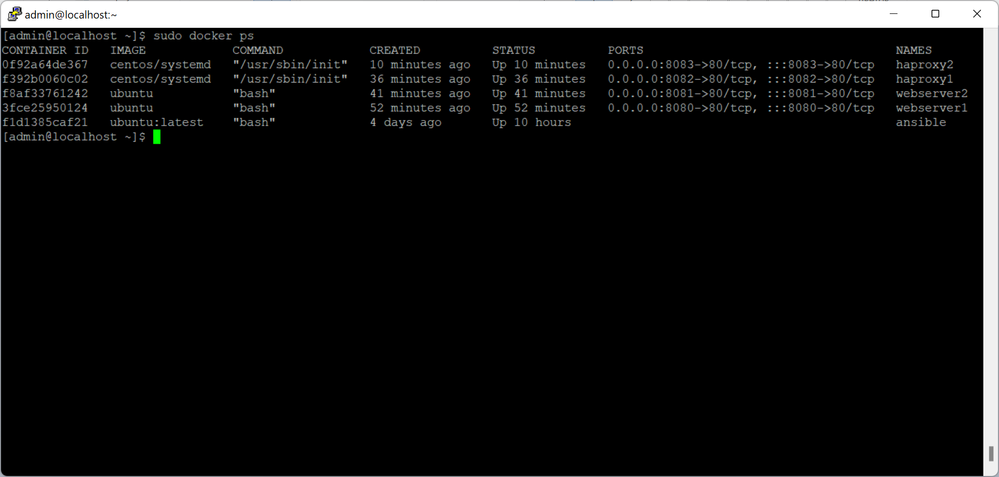 admin@localhost:~
[admin@localhost ~]$ sudo docker ps
CONTAINER ID   IMAGE            COMMAND            CREATED          STATUS          PORTS                                   NAMES
0f92a64de367   centos/systemd   "/usr/sbin/init"   10 minutes ago   Up 10 minutes   0.0.0.0:8083->80/tcp, :::8083->80/tcp   haproxy2
f392b0060c02   centos/systemd   "/usr/sbin/init"   36 minutes ago   Up 36 minutes   0.0.0.0:8082->80/tcp, :::8082->80/tcp   haproxy1
f8af33761242   ubuntu           "bash"             41 minutes ago   Up 41 minutes   0.0.0.0:8081->80/tcp, :::8081->80/tcp   webserver2
3fce25950124   ubuntu           "bash"             52 minutes ago   Up 52 minutes   0.0.0.0:8080->80/tcp, :::8080->80/tcp   webserver1
f1d1385caf21   ubuntu:latest    "bash"             4 days ago       Up 10 hours                                             ansible
[admin@localhost ~]$